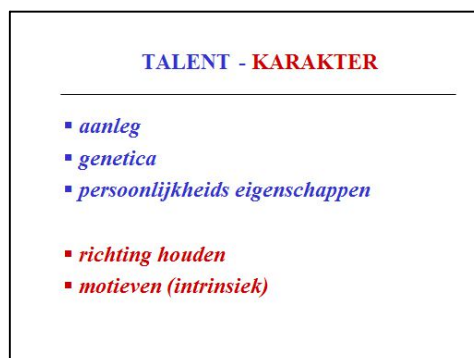 TALENT - KARAKTER
▪ aanleg
▪ genetica
▪ persoonlijkheids eigenschappen
▪ richting houden
▪ motieven (intrinsiek)